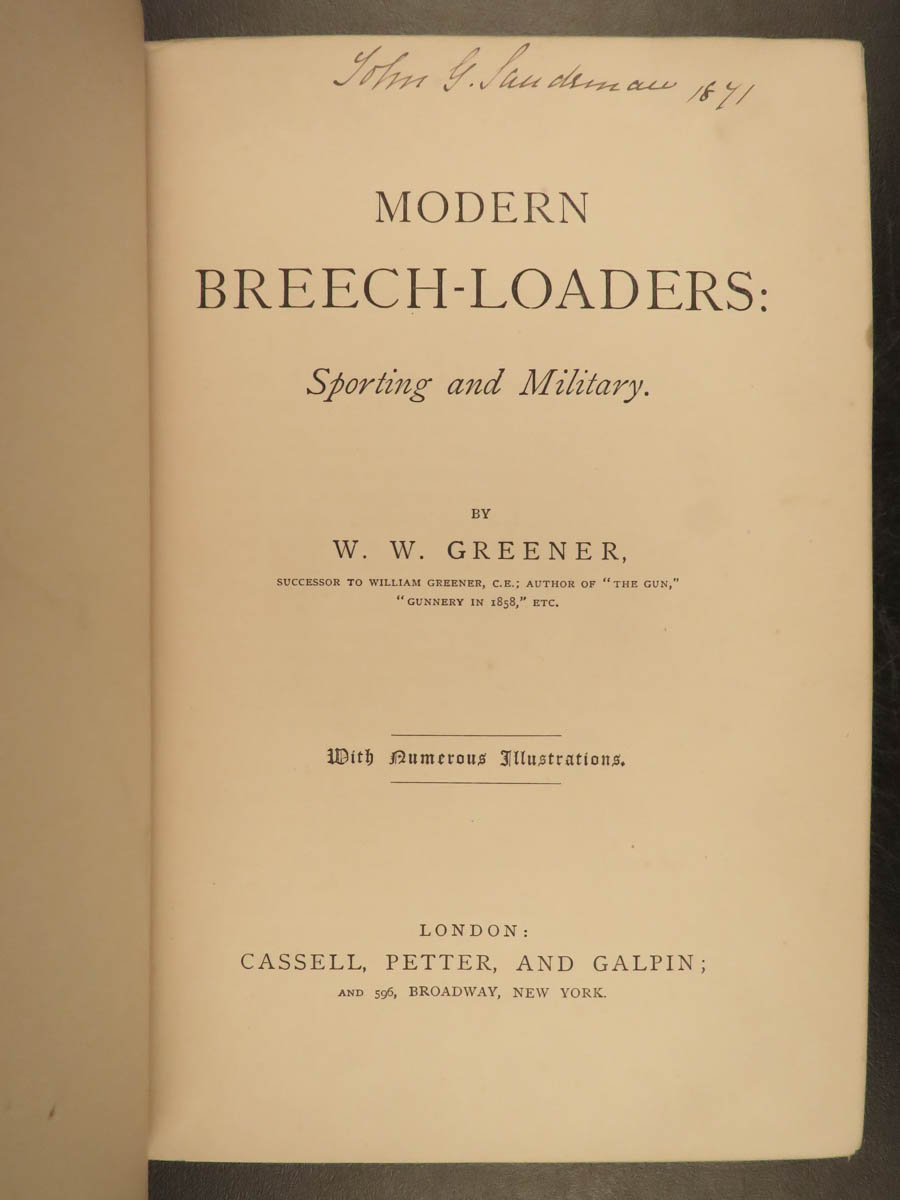 John G. Sandeman 1871
MODERN
BREECH-LOADERS:
Sporting and Military.
BY
W. W. GREENER,
SUCCESSOR TO WILLIAM GREENER, C.E.; AUTHOR OF "THE GUN,"
"GUNNERY IN 1858," ETC.
With Numerous Illustrations.
LONDON:
CASSELL, PETTER, AND GALPIN;
AND 596, BROADWAY, NEW YORK.